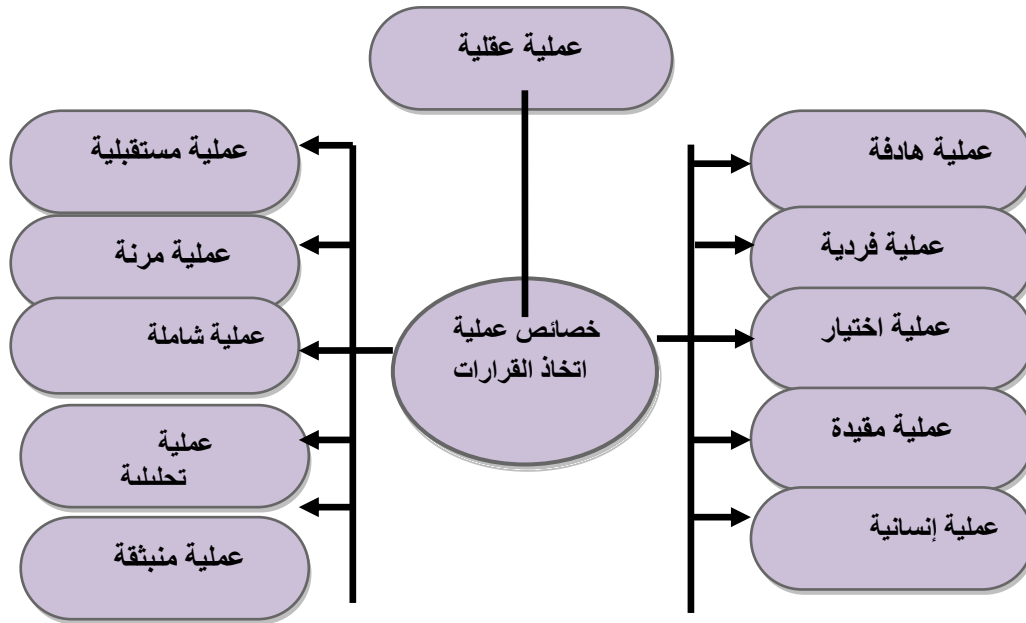 عملية عقلية
عملية هادفة
عملية فردية
عملية اختيار
عملية مقيدة
عملية إنسانية
خصائص عملية
اتخاذ القرارات
عملية مستقبلية
عملية مرنة
عملية شاملة
عملية
تحليلية
عملية منبثقة